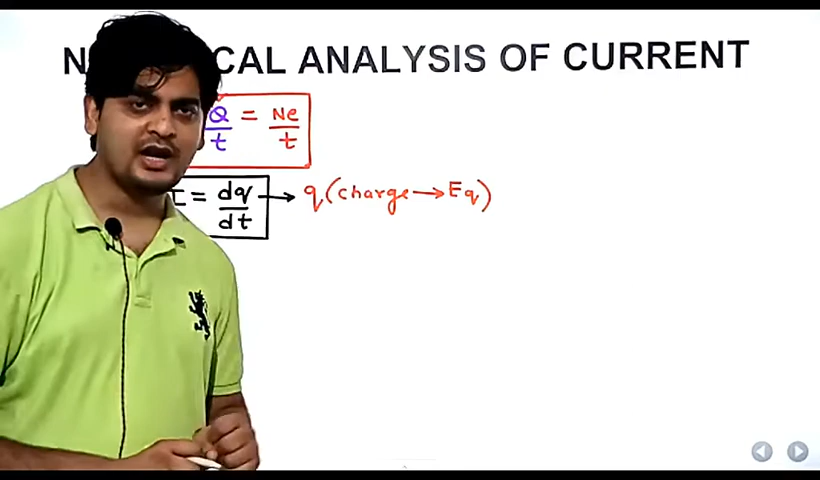 CAL ANALYSIS OF CURRENT
Q/t = Ne/t
I = dq/dt → q(charge → Eq)